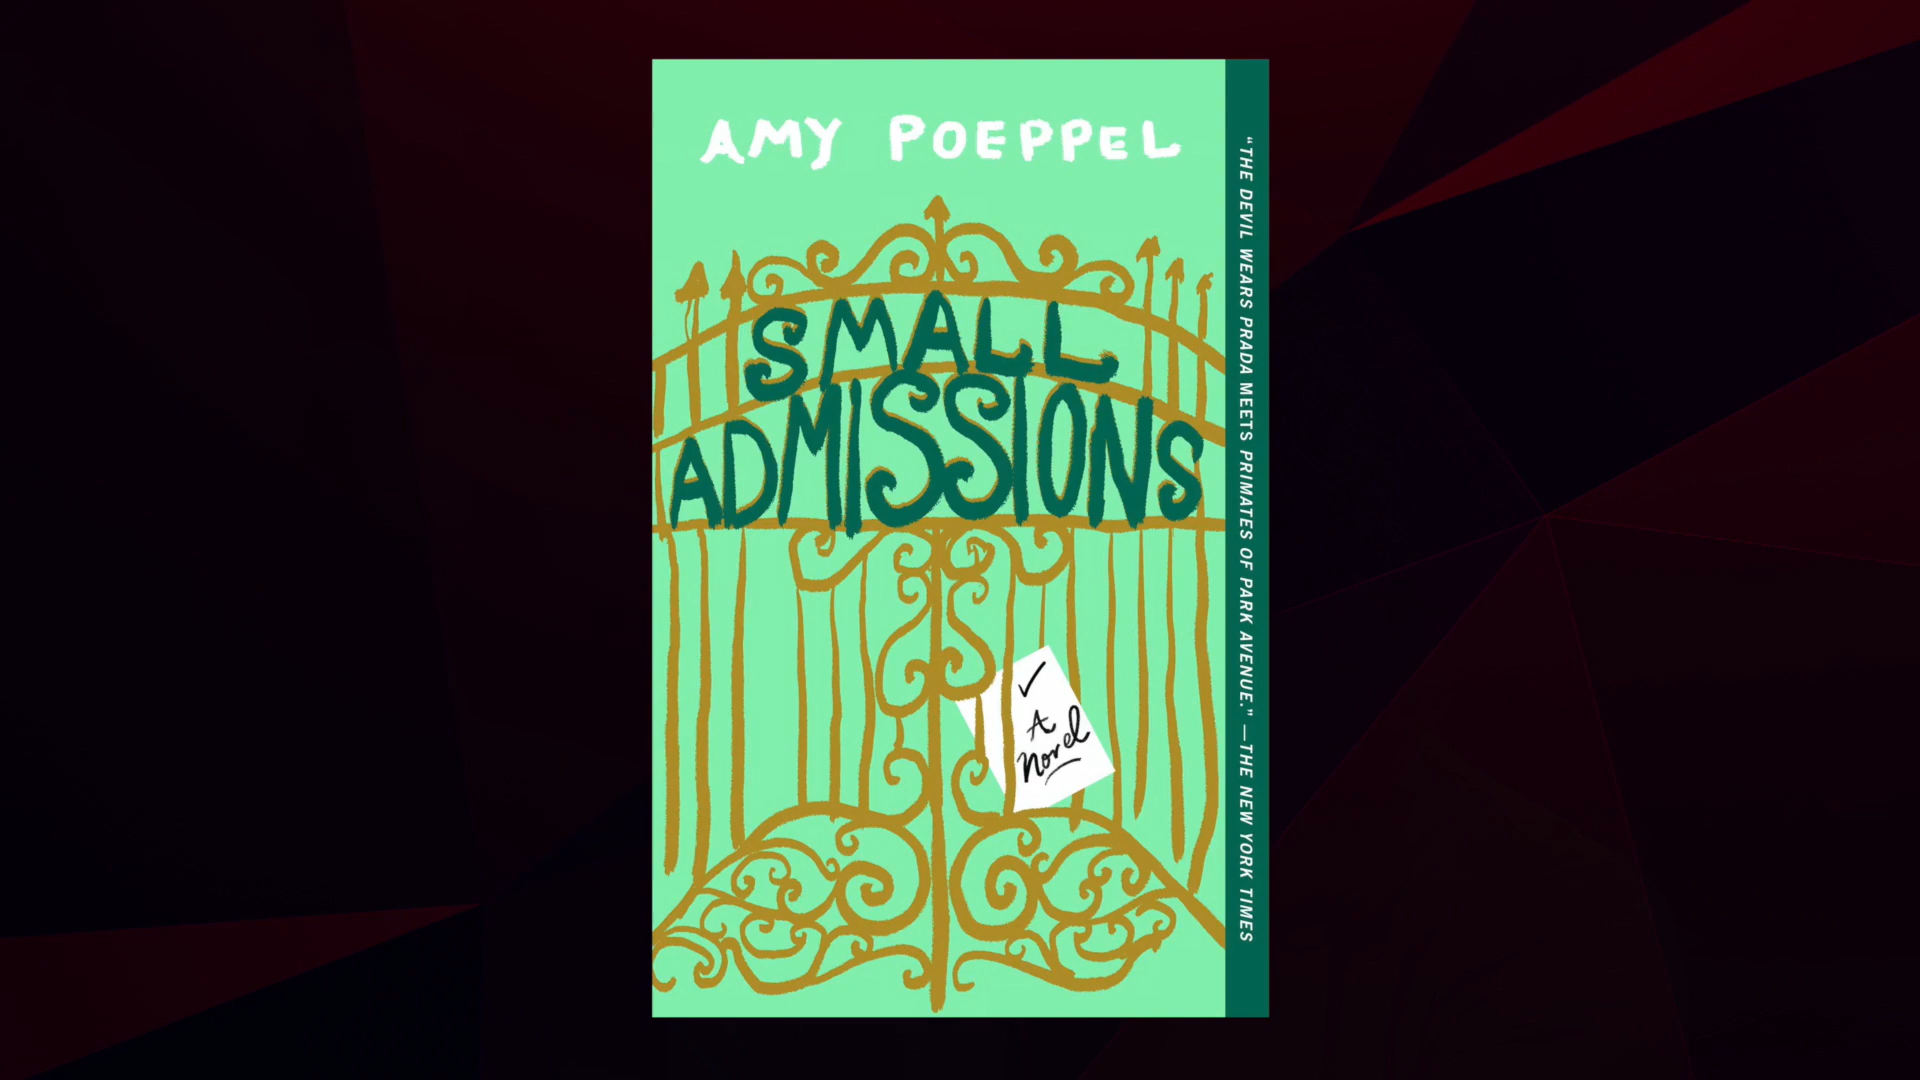 AMY POEPPEL
SMALL
ADMISSIONS
✓
A
Novel
“THE DEVIL WEARS PRADA MEETS PRIMATES OF PARK AVENUE.” —THE NEW YORK TIMES